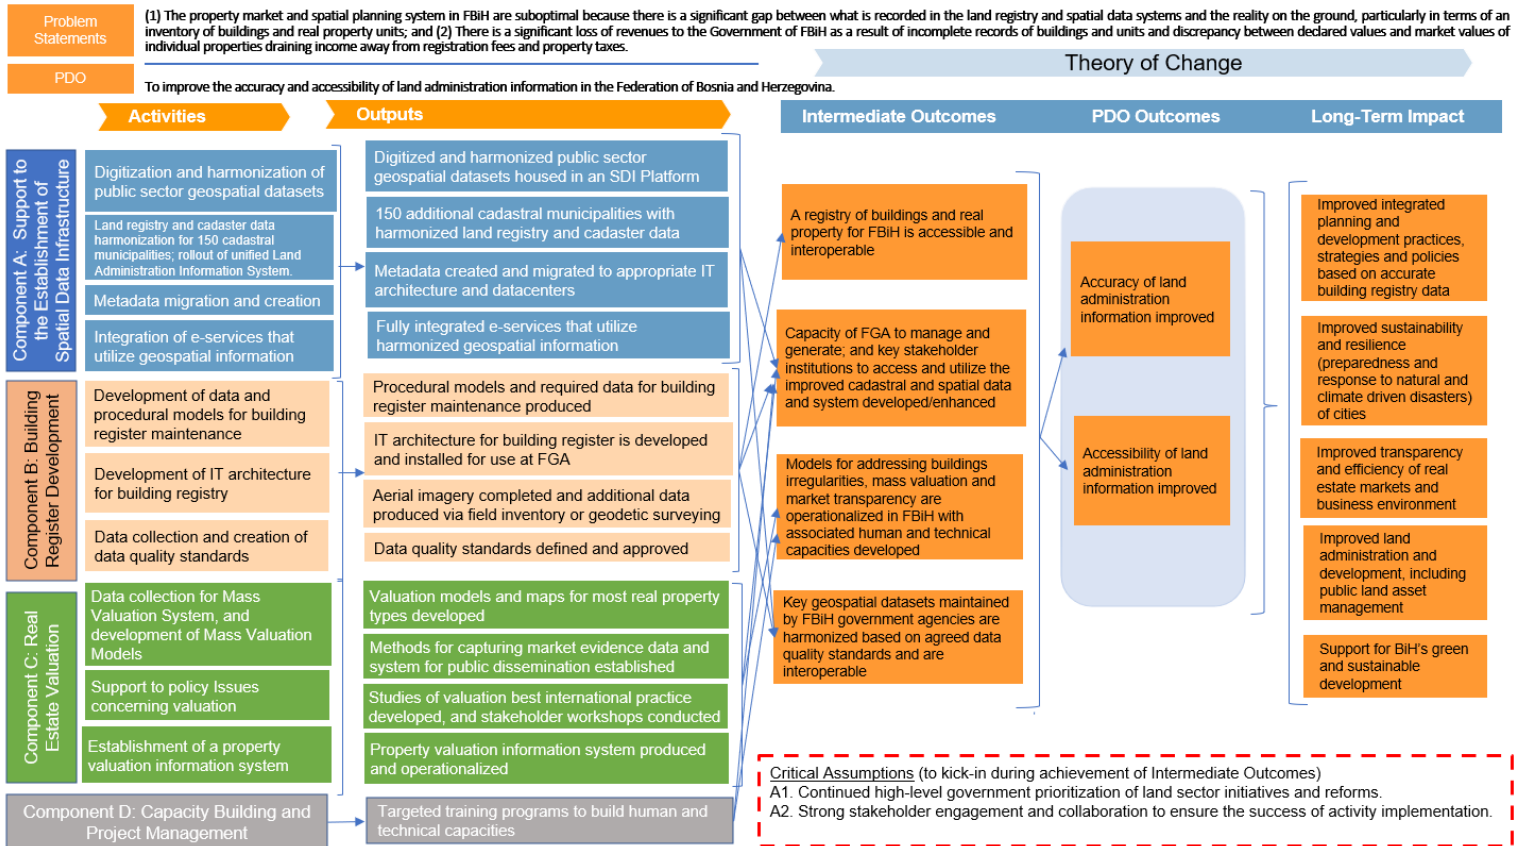 Problem
Statements
(1) The property market and spatial planning system in FBiH are suboptimal because there is a significant gap between what is recorded in the land registry and spatial data systems and the reality on the ground, particularly in terms of an
inventory of buildings and real property units; and (2) There is a significant loss of revenues to the Government of FBiH as a result of incomplete records of buildings and units and discrepancy between declared values and market values of
individual properties draining income away from registration fees and property taxes.
PDO
To improve the accuracy and accessibility of land administration information in the Federation of Bosnia and Herzegovina.
Theory of Change
Activities
Outputs
Intermediate Outcomes
PDO Outcomes
Long-Term Impact
Component A: Support to
the Establishment of
Spatial Data Infrastructure
Digitization and harmonization of
public sector geospatial datasets
Land registry and cadaster data
harmonization for 150 cadastral
municipalities; rollout of unified Land
Administration Information System.
Metadata migration and creation
Integration of e-services that
utilize geospatial information
Digitized and harmonized public sector
geospatial datasets housed in an SDI Platform
150 additional cadastral municipalities with
harmonized land registry and cadaster data
Metadata created and migrated to appropriate IT
architecture and datacenters
Fully integrated e-services that utilize
harmonized geospatial information
Component B: Building
Register Development
Development of data and
procedural models for building
register maintenance
Development of IT architecture
for building registry
Data collection and creation of
data quality standards
Procedural models and required data for building
register maintenance produced
IT architecture for building register is developed
and installed for use at FGA
Aerial imagery completed and additional data
produced via field inventory or geodetic surveying
Data quality standards defined and approved
Component C: Real
Estate Valuation
Data collection for Mass
Valuation System, and
development of Mass Valuation
Models
Support to policy Issues
concerning valuation
Establishment of a property
valuation information system
Valuation models and maps for most real property
types developed
Methods for capturing market evidence data and
system for public dissemination established
Studies of valuation best international practice
developed, and stakeholder workshops conducted
Property valuation information system produced
and operationalized
Component D: Capacity Building and
Project Management
Targeted training programs to build human and
technical capacities
A registry of buildings and real
property for FBiH is accessible and
interoperable
Capacity of FGA to manage and
generate; and key stakeholder
institutions to access and utilize the
improved cadastral and spatial data
and system developed/enhanced
Models for addressing buildings
irregularities, mass valuation and
market transparency are
operationalized in FBiH with
associated human and technical
capacities developed
Key geospatial datasets maintained
by FBiH government agencies are
harmonized based on agreed data
quality standards and are
interoperable
Accuracy of land
administration
information improved
Accessibility of land
administration
information improved
Improved integrated
planning and
development practices,
strategies and policies
based on accurate
building registry data
Improved sustainability
and resilience
(preparedness and
response to natural and
climate driven disasters)
of cities
Improved transparency
and efficiency of real
estate markets and
business environment
Improved land
administration and
development, including
public land asset
management
Support for BiH's green
and sustainable
development
Critical Assumptions (to kick-in during achievement of Intermediate Outcomes)
A1. Continued high-level government prioritization of land sector initiatives and reforms.
A2. Strong stakeholder engagement and collaboration to ensure the success of activity implementation.